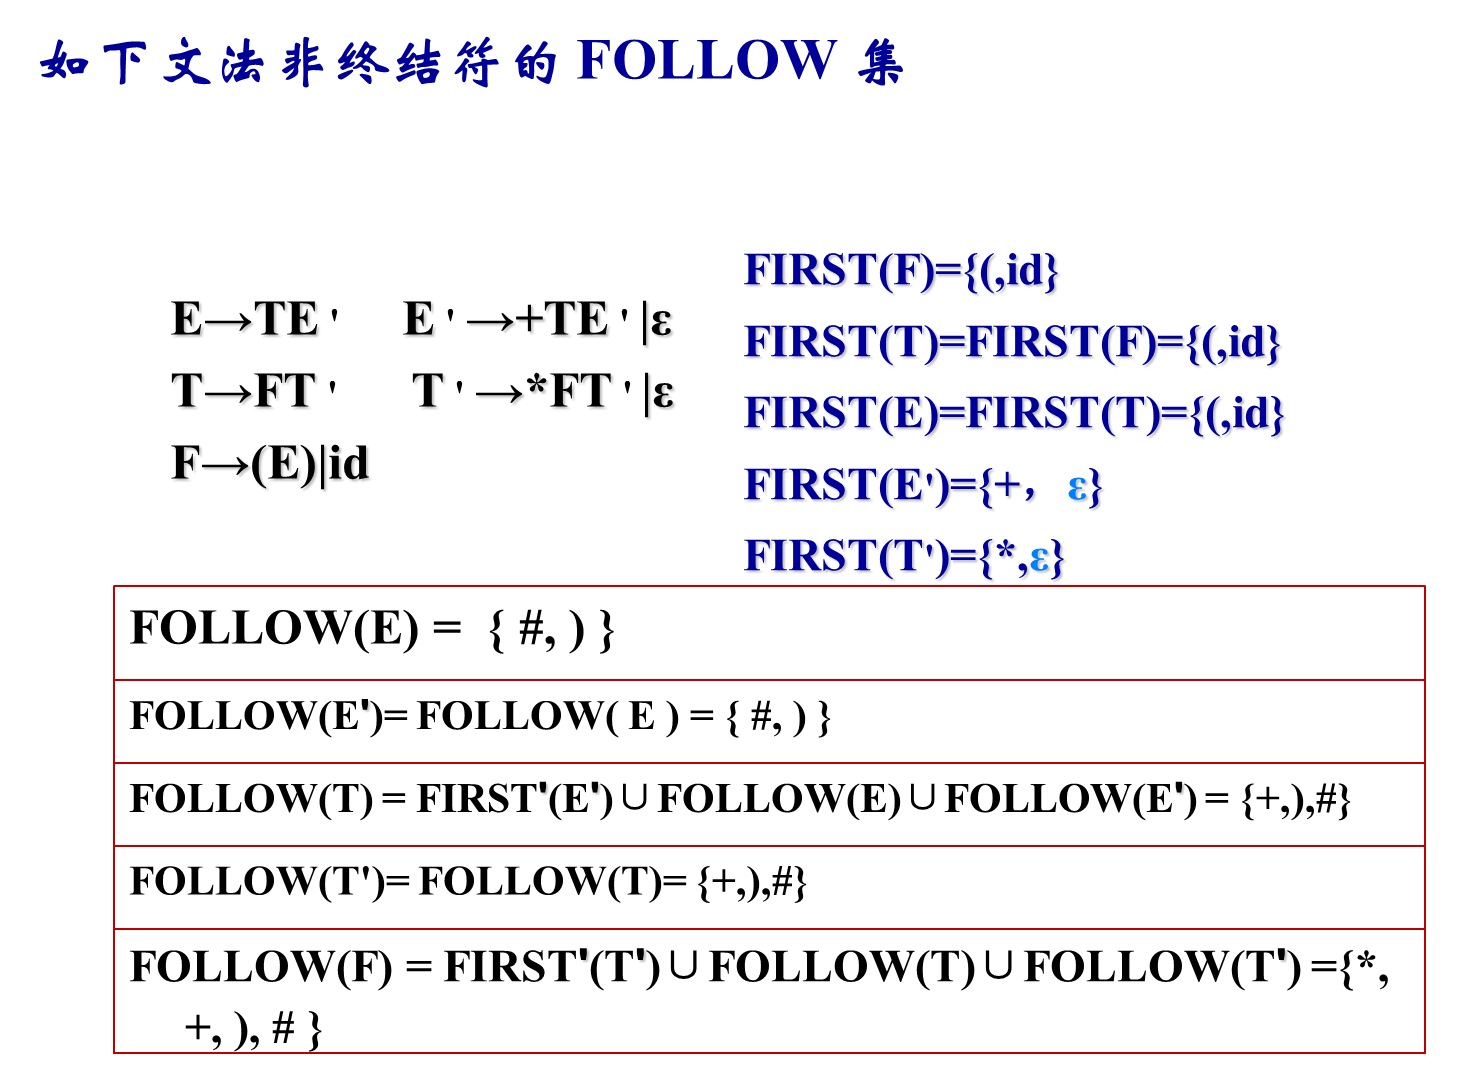 如下文法非终结符的 FOLLOW 集
E→TE ' E ' →+TE ' |ε
T→FT ' T ' →*FT ' |ε
F→(E)|id
FIRST(F)={(,id}
FIRST(T)=FIRST(F)={(,id}
FIRST(E)=FIRST(T)={(,id}
FIRST(E')={+， ε}
FIRST(T')={*,ε}
FOLLOW(E) = { #, ) }
FOLLOW(E')= FOLLOW( E ) = { #, ) }
FOLLOW(T) = FIRST'(E')∪FOLLOW(E)∪FOLLOW(E') = {+,),#}
FOLLOW(T')= FOLLOW(T)= {+,),#}
FOLLOW(F) = FIRST'(T')∪FOLLOW(T)∪FOLLOW(T') ={*,
+, ), # }